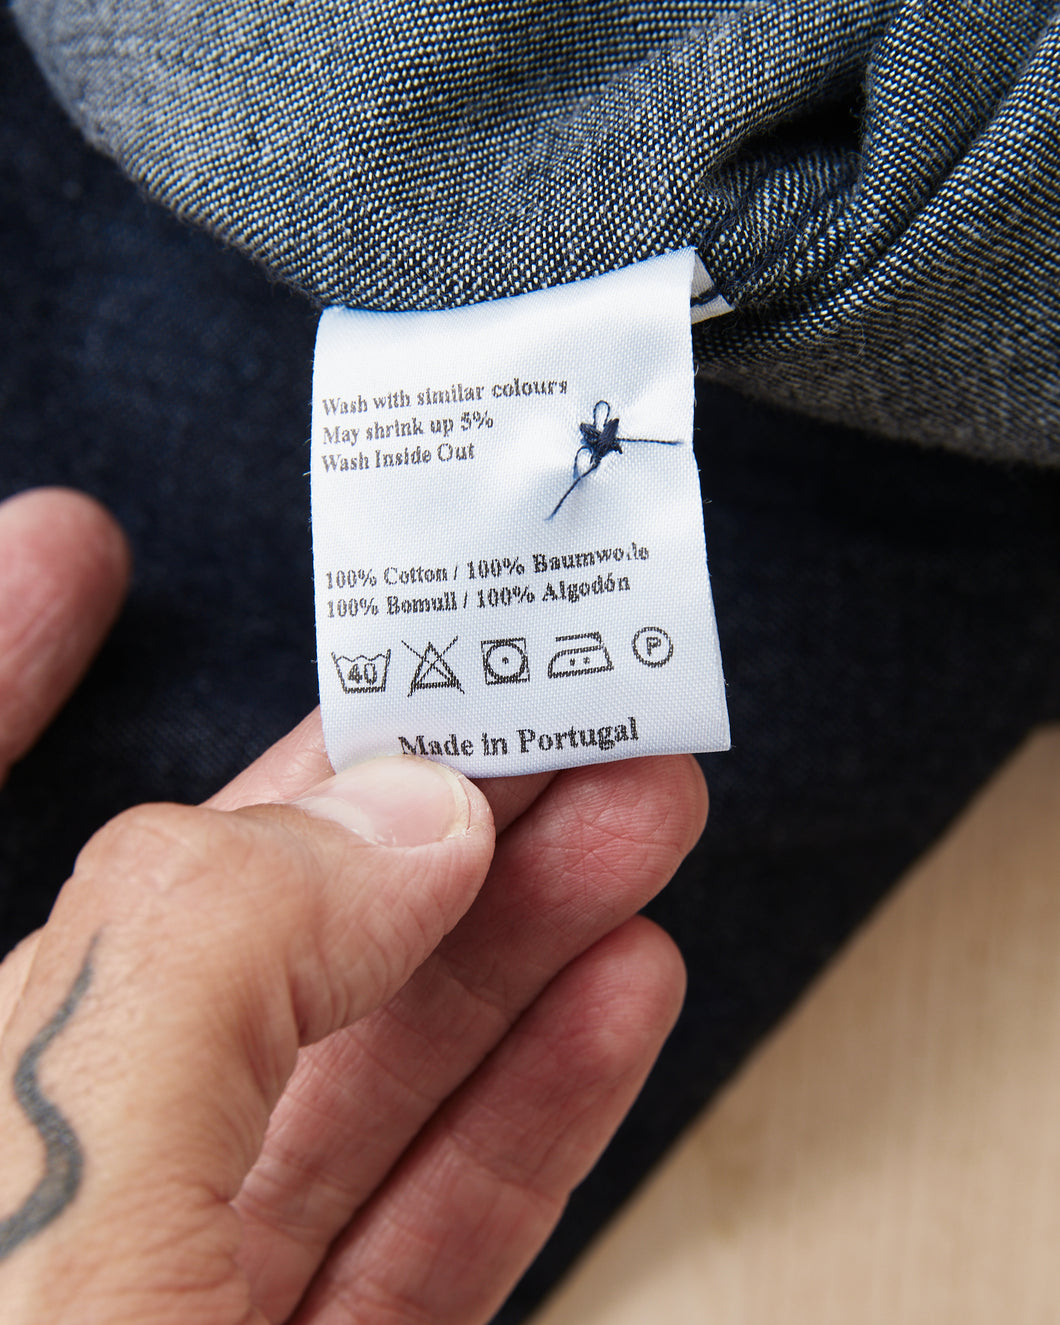 Wash with similar colours
May shrink up 5%
Wash Inside Out
100% Cotton / 100% Baumwolle
100% Bomull / 100% Algodón
40 P
Made in Portugal